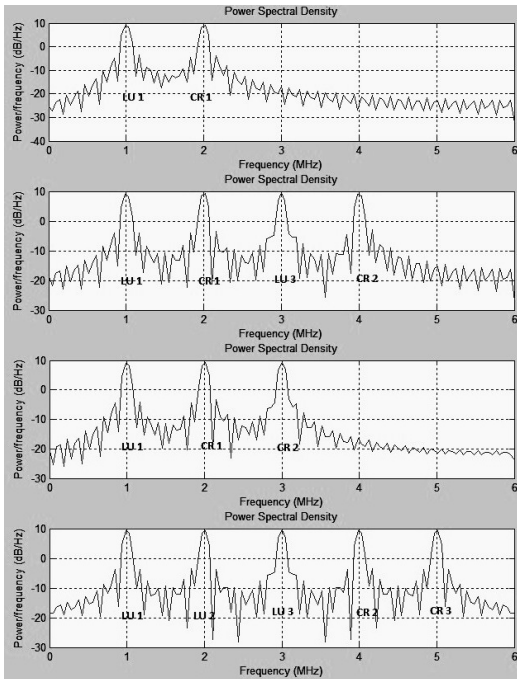 Power Spectral Density
Power/frequency (dB/Hz)
10
0
-10
-20
-30
-40
LU 1
CR 1
0
1
2
3
4
5
6
Frequency (MHz)
Power Spectral Density
Power/frequency (dB/Hz)
10
0
-10
-20
-30
LU 1
CR 1
LU 3
CR 2
0
1
2
3
4
5
6
Frequency (MHz)
Power Spectral Density
Power/frequency (dB/Hz)
10
0
-10
-20
-30
LU 1
CR 1
CR 2
0
1
2
3
4
5
6
Frequency (MHz)
Power Spectral Density
Power/frequency (dB/Hz)
10
0
-10
-20
-30
LU 1
LU 2
LU 3
CR 2
CR 3
0
1
2
3
4
5
6
Frequency (MHz)